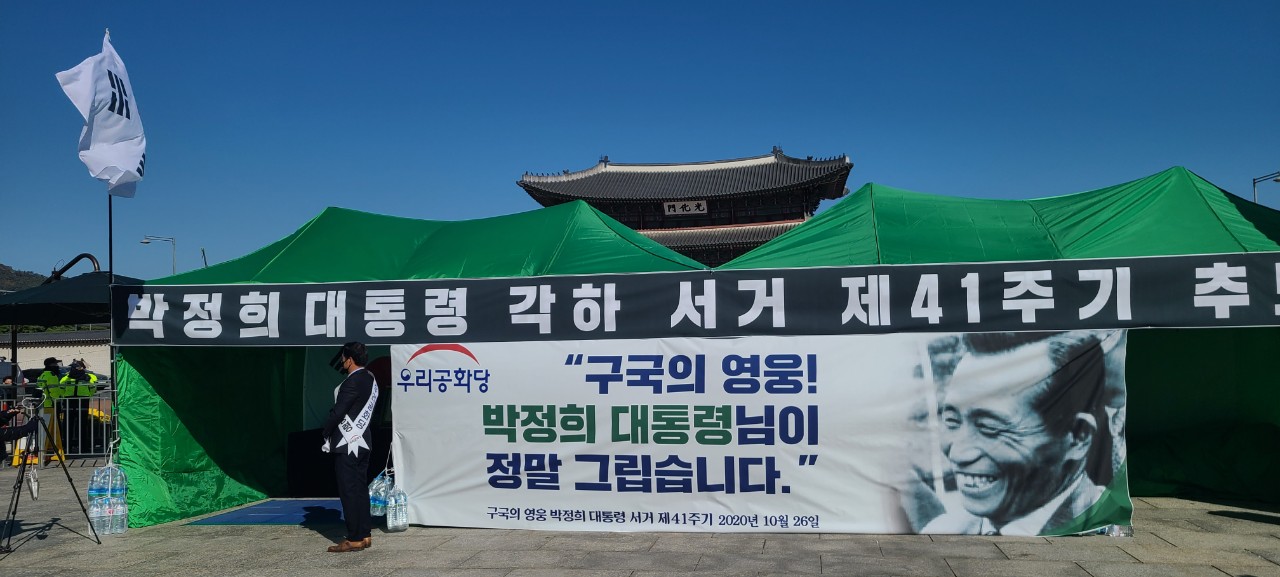 光化門
박정희대통령 각하 서거 제41주기 추
우리공화당
“구국의 영웅!
박정희 대통령님이
정말 그립습니다.”
구국의 영웅 박정희 대통령 서거 제41주기 2020년 10월 26일